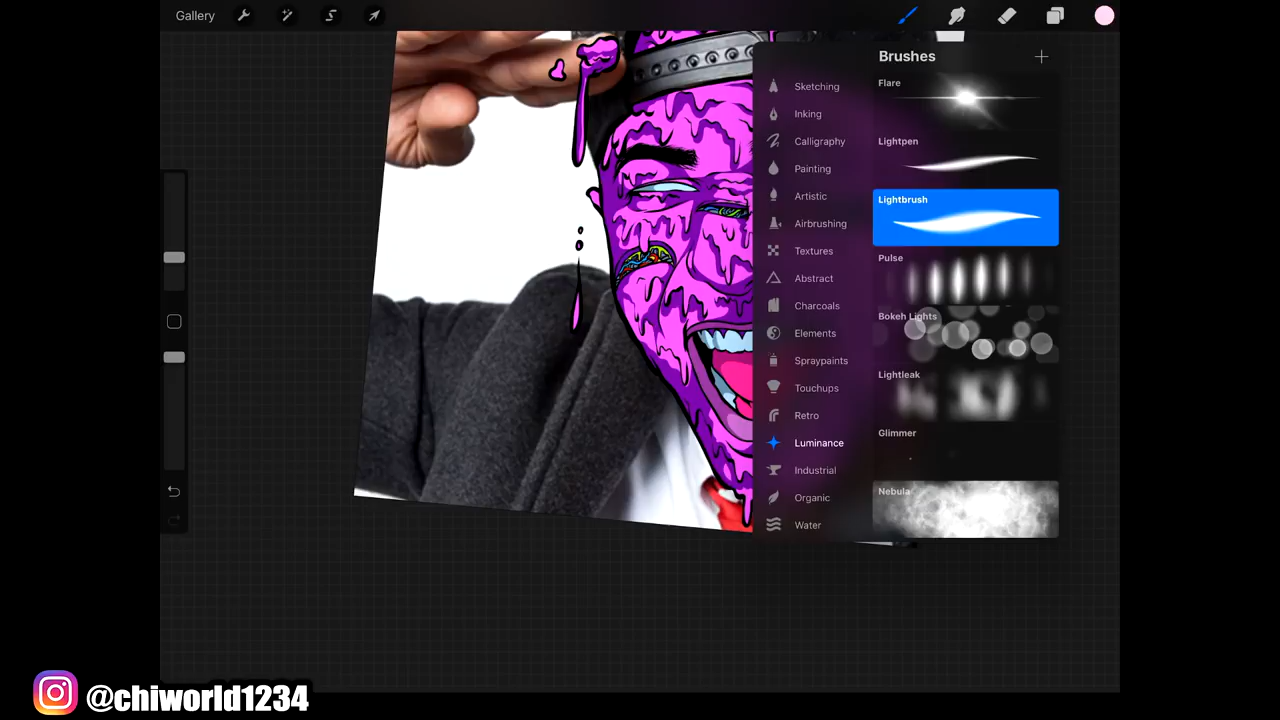 Gallery
Brushes
Sketching
Inking
Calligraphy
Painting
Artistic
Airbrushing
Textures
Abstract
Charcoals
Elements
Spraypaints
Touchups
Retro
Luminance
Industrial
Organic
Water
Flare
Lightpen
Lightbrush
Pulse
Bokeh Lights
Lightleak
Glimmer
Nebula
@chiworld1234